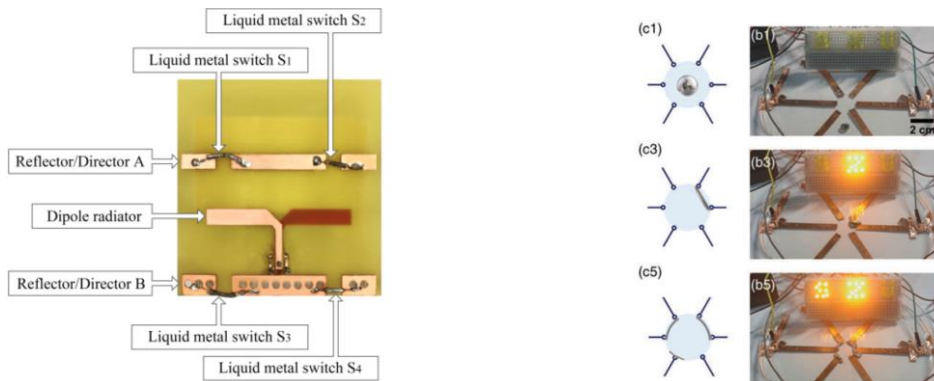 Liquid metal switch S2
Liquid metal switch S1
Reflector/Director A
Dipole radiator
Reflector/Director B
Liquid metal switch S3
Liquid metal switch S4
(c1)
(b1)
2 cm
(c3)
(b3)
(c5)
(b5)